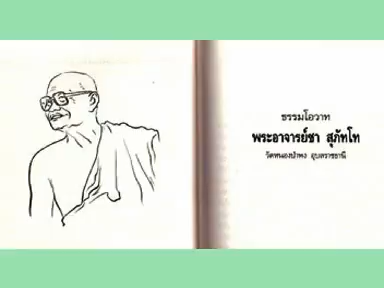 ธรรมโอวาท
พระอาจารย์ชา สุภัทโท
วัดหนองป่าพง อุบลราชธานี